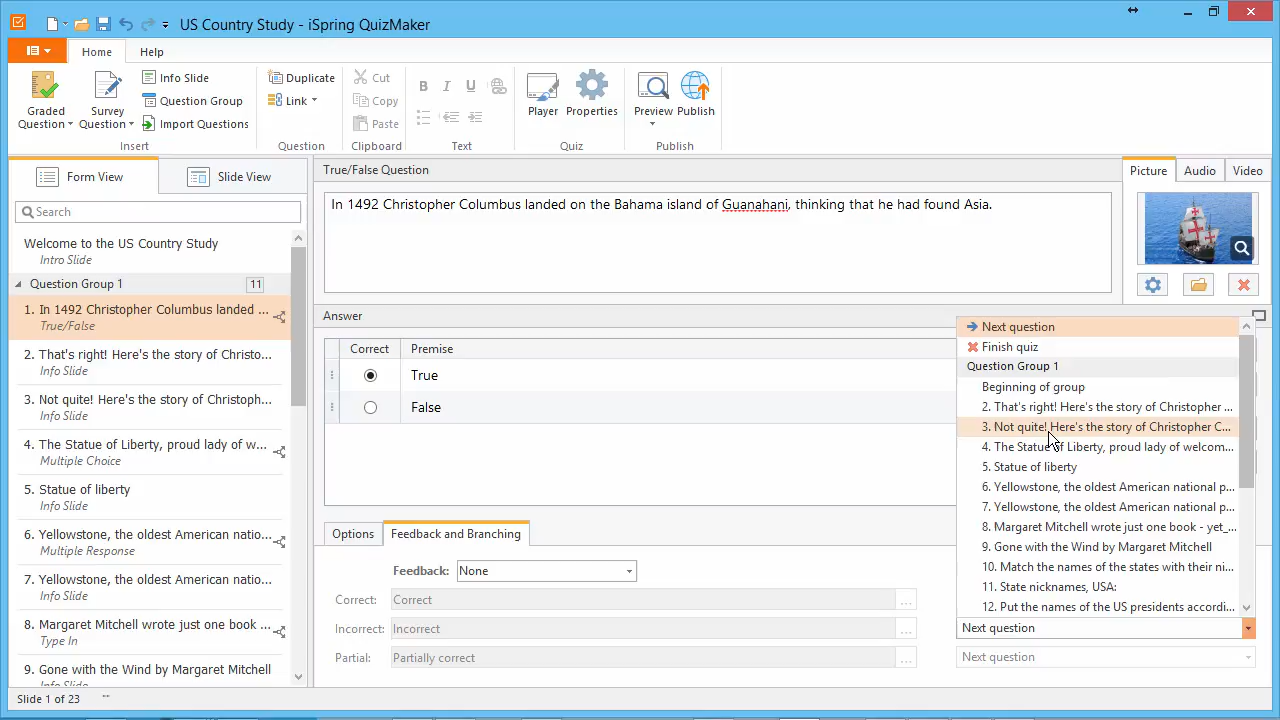 US Country Study - iSpring QuizMaker
Home
Help
Graded Question
Survey Question
Info Slide
Question Group
Import Questions
Insert
Duplicate
Link
Question
Cut
Copy
Paste
Clipboard
B I U
Text
Player
Properties
Quiz
Preview
Publish
Publish
Form View
Slide View
Search
Welcome to the US Country Study
Intro Slide
Question Group 1
11
1. In 1492 Christopher Columbus landed ...
True/False
2. That's right! Here's the story of Christo...
Info Slide
3. Not quite! Here's the story of Christoph...
Info Slide
4. The Statue of Liberty, proud lady of w...
Multiple Choice
5. Statue of liberty
Info Slide
6. Yellowstone, the oldest American natio...
Multiple Response
7. Yellowstone, the oldest American natio...
Info Slide
8. Margaret Mitchell wrote just one book ...
Type In
9. Gone with the Wind by Margaret Mitchell
Info Slide
Slide 1 of 23
True/False Question
In 1492 Christopher Columbus landed on the Bahama island of Guanahani, thinking that he had found Asia.
Picture
Audio
Video
Answer
Correct
Premise
True
False
Options
Feedback and Branching
Feedback:
None
Correct:
Correct
Incorrect:
Incorrect
Partial:
Partially correct
Next question
Finish quiz
Question Group 1
Beginning of group
2. That's right! Here's the story of Christopher ...
3. Not quite! Here's the story of Christopher C...
4. The Statue of Liberty, proud lady of welcom...
5. Statue of liberty
6. Yellowstone, the oldest American national p...
7. Yellowstone, the oldest American national p...
8. Margaret Mitchell wrote just one book - yet_...
9. Gone with the Wind by Margaret Mitchell
10. Match the names of the states with their ni...
11. State nicknames, USA:
12. Put the names of the US presidents accordi...
Next question
Next question